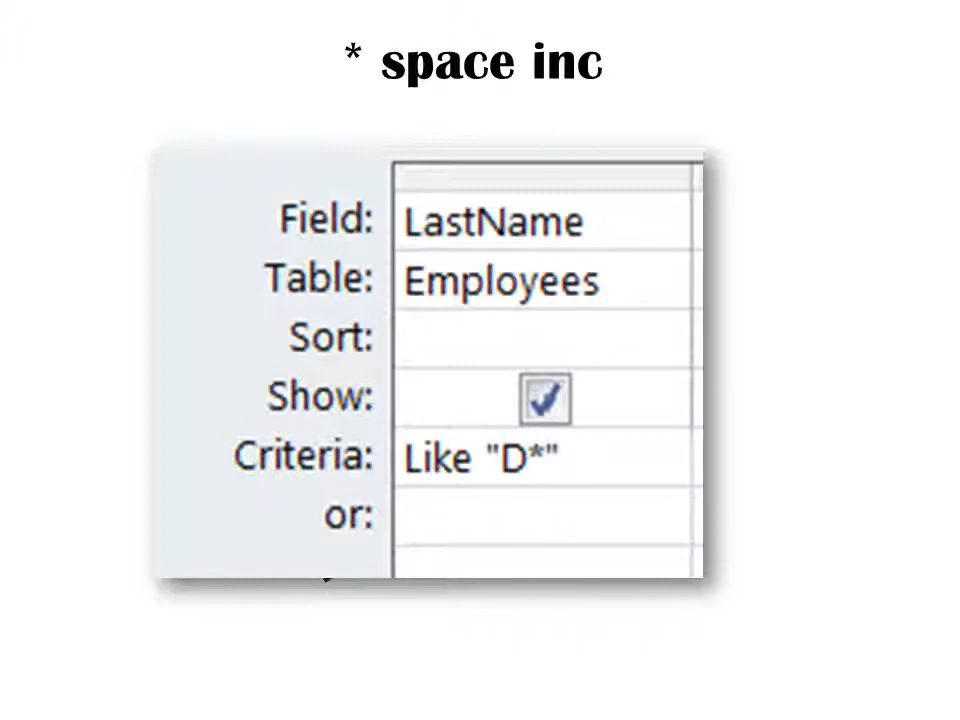 * space inc
Field: LastName
Table: Employees
Sort:
Show:
Criteria: Like "D*"
or: